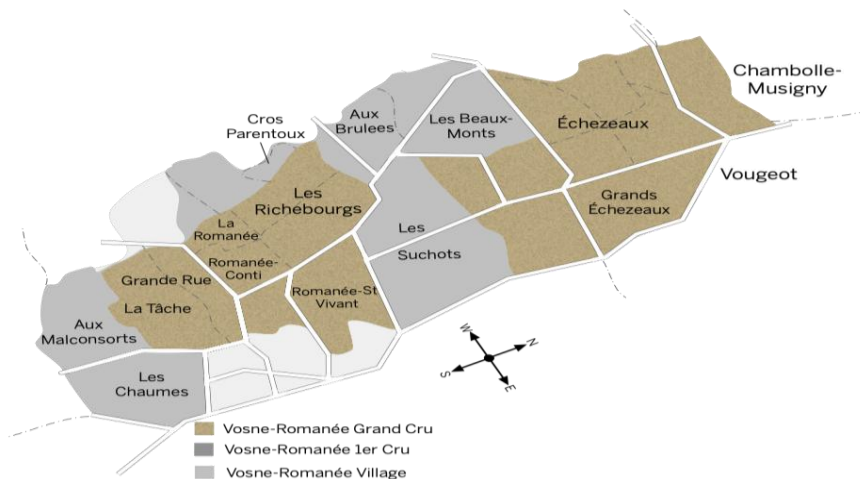 Chambolle-
Musigny
Cros
Parentoux
Aux
Brulees
Les Beaux-
Monts
Échezeaux
Vougeot
Les
Richebourgs
Grands
Échezeaux
La
Romanée
Les
Suchots
Romanée-
Conti
Grande Rue
Romanée-St
Vivant
La Tâche
Aux
Malconsorts
Les
Chaumes
W
N
S
E
Vosne-Romanée Grand Cru
Vosne-Romanée 1er Cru
Vosne-Romanée Village